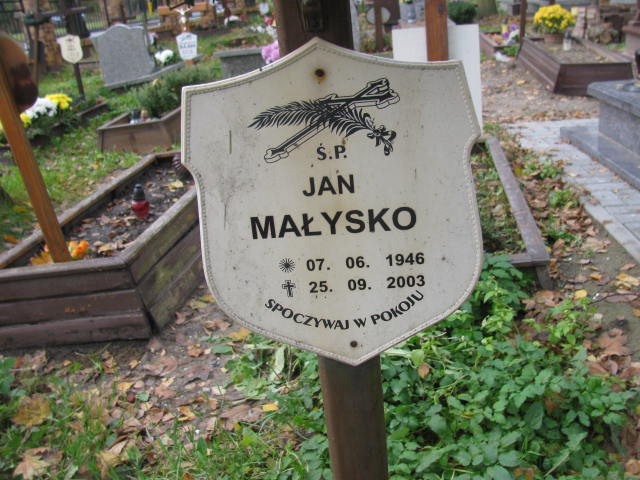 Ś.P.
JAN
MAŁYSKO
07. 06. 1946
25. 09. 2003
SPOCZYWAJ W POKOJU